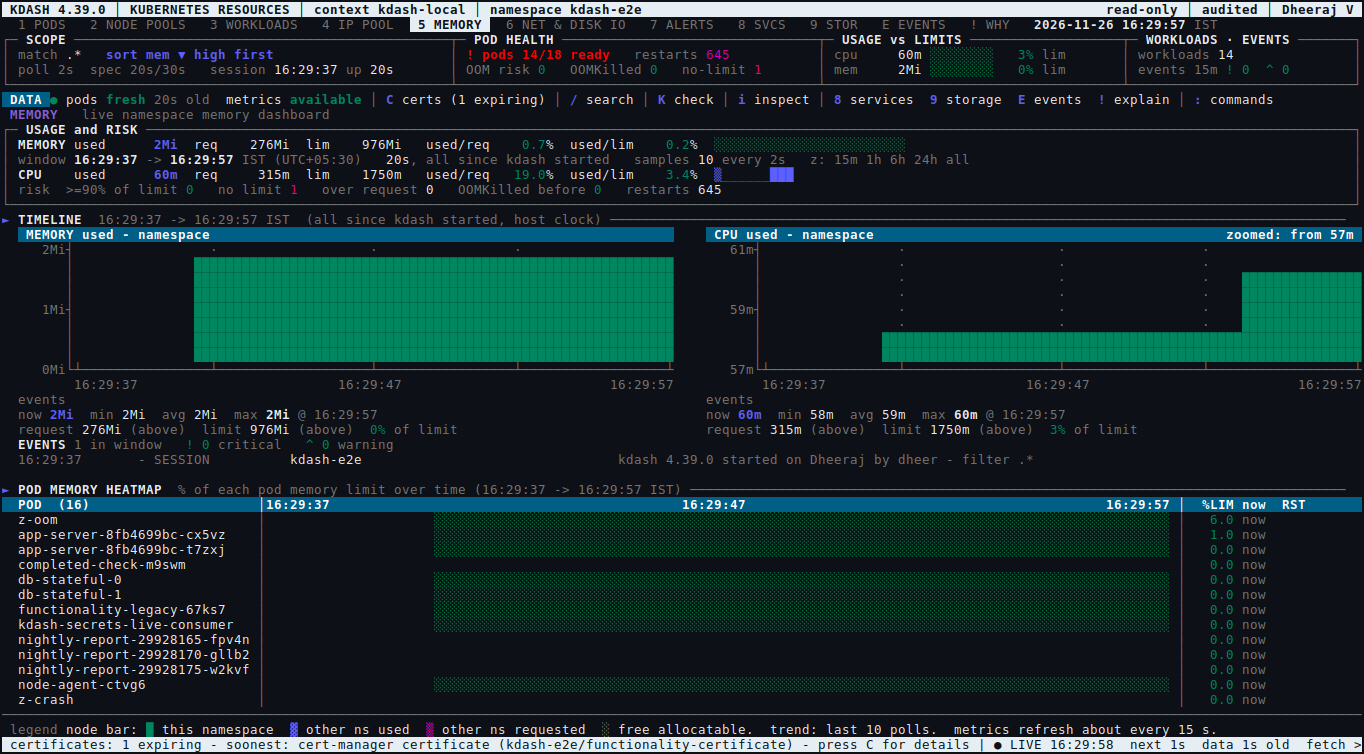 KDASH 4.39.0 | KUBERNETES RESOURCES | context kdash-local | namespace kdash-e2e read-only | audited | Dheeraj V
1 PODS 2 NODE POOLS 3 WORKLOADS 4 IP POOL 5 MEMORY 6 NET & DISK IO 7 ALERTS 8 SVCS 9 STOR E EVENTS ! WHY 2026-11-26 16:29:57 IST
SCOPE POD HEALTH USAGE vs LIMITS WORKLOADS · EVENTS
match .* sort mem ▼ high first ! pods 14/18 ready restarts 645 cpu 60m 3% lim workloads 14
poll 2s spec 20s/30s session 16:29:37 up 20s OOM risk 0 OOMKilled 0 no-limit 1 mem 2Mi 0% lim events 15m ! 0 ^ 0
DATA ● pods fresh 20s old metrics available | C certs (1 expiring) | / search | K check | i inspect | 8 services 9 storage E events ! explain | : commands
MEMORY live namespace memory dashboard
USAGE and RISK
MEMORY used 2Mi req 276Mi lim 976Mi used/req 0.7% used/lim 0.2%
window 16:29:37 -> 16:29:57 IST (UTC+05:30) 20s, all since kdash started samples 10 every 2s z: 15m 1h 6h 24h all
CPU used 60m req 315m lim 1750m used/req 19.0% used/lim 3.4%
risk >=90% of limit 0 no limit 1 over request 0 OOMKilled before 0 restarts 645
► TIMELINE 16:29:37 -> 16:29:57 IST (all since kdash started, host clock)
MEMORY used - namespace CPU used - namespace zoomed: from 57m
2Mi 61m
1Mi 59m
0Mi 57m
16:29:37 16:29:47 16:29:57 16:29:37 16:29:47 16:29:57
events events
now 2Mi min 2Mi avg 2Mi max 2Mi @ 16:29:57 now 60m min 58m avg 59m max 60m @ 16:29:57
request 276Mi (above) limit 976Mi (above) 0% of limit request 315m (above) limit 1750m (above) 3% of limit
EVENTS 1 in window ! 0 critical ^ 0 warning
16:29:37 - SESSION kdash-e2e kdash 4.39.0 started on Dheeraj by dheer - filter .*
► POD MEMORY HEATMAP % of each pod memory limit over time (16:29:37 -> 16:29:57 IST)
POD (16) |16:29:37 16:29:47 16:29:57 | %LIM now RST
z-oom 6.0 now
app-server-8fb4699bc-cx5vz 1.0 now
app-server-8fb4699bc-t7zxj 0.0 now
completed-check-m9swm 0.0 now
db-stateful-0 0.0 now
db-stateful-1 0.0 now
functionality-legacy-67ks7 0.0 now
kdash-secrets-live-consumer 0.0 now
nightly-report-29928165-fpv4n 0.0 now
nightly-report-29928170-gllb2 0.0 now
nightly-report-29928175-w2kvf 0.0 now
node-agent-ctvg6 0.0 now
z-crash 0.0 now
legend node bar: this namespace other ns used other ns requested free allocatable. trend: last 10 polls. metrics refresh about every 15 s.
certificates: 1 expiring - soonest: cert-manager certificate (kdash-e2e/functionality-certificate) - press C for details | ● LIVE 16:29:58 next 1s data 1s old fetch >